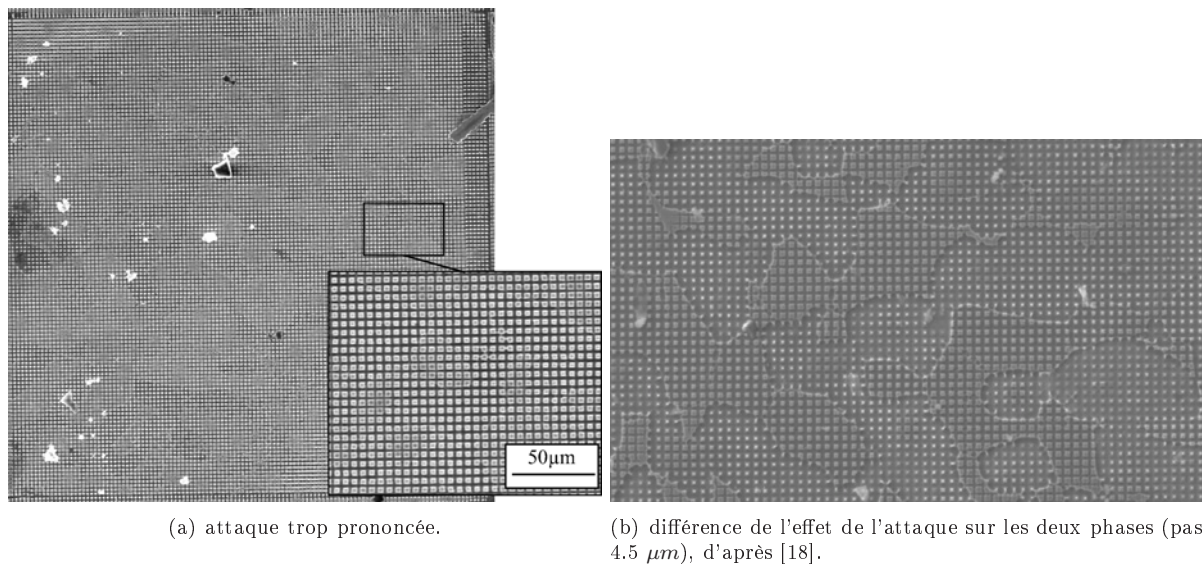 50µm
(a) attaque trop prononcée.
(b) différence de l'effet de l'attaque sur les deux phases (pas
4.5 µm), d'après [18].